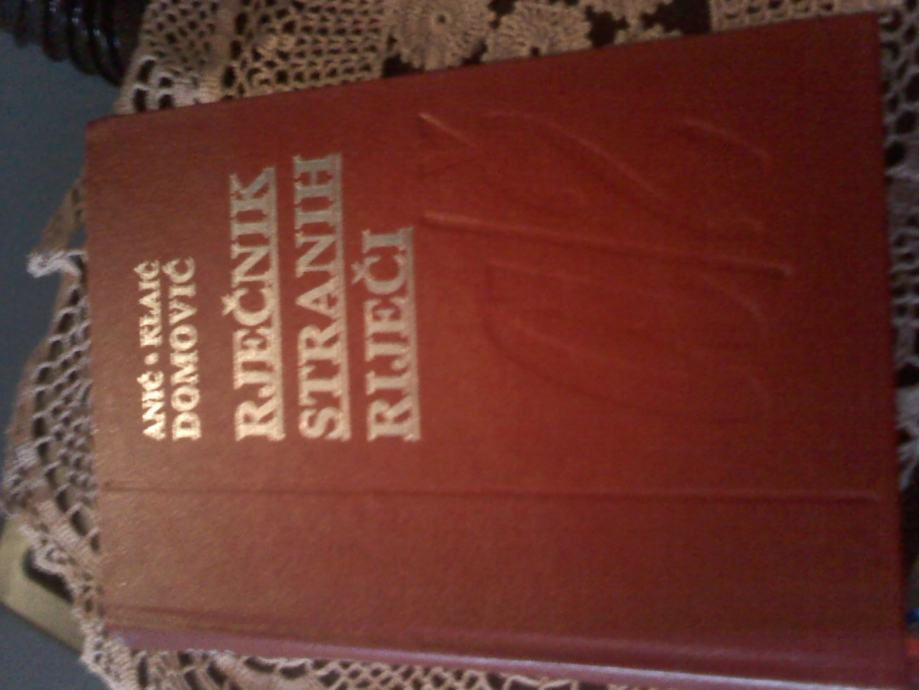 ANIĆ • KLAIĆ
DOMOVIĆ
RJEČNIK
STRANIH
RIJEČI